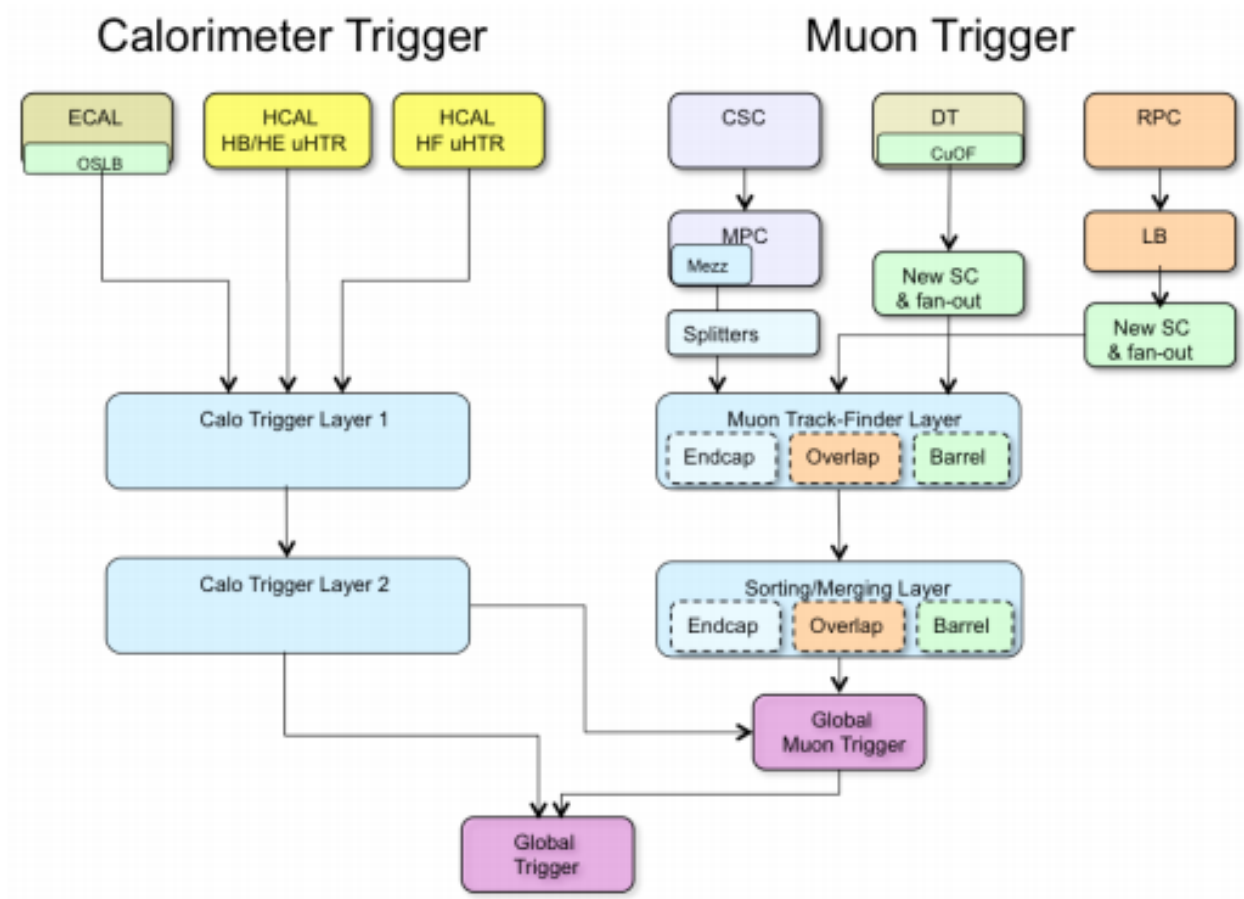 Calorimeter Trigger
Muon Trigger
ECAL
OSLB
HCAL
HB/HE uHTR
HCAL
HF uHTR
CSC
DT
CuOF
RPC
MPC
Mezz
LB
New SC
& fan-out
Splitters
New SC
& fan-out
Calo Trigger Layer 1
Muon Track-Finder Layer
Endcap
Overlap
Barrel
Calo Trigger Layer 2
Sorting/Merging Layer
Endcap
Overlap
Barrel
Global
Muon Trigger
Global
Trigger